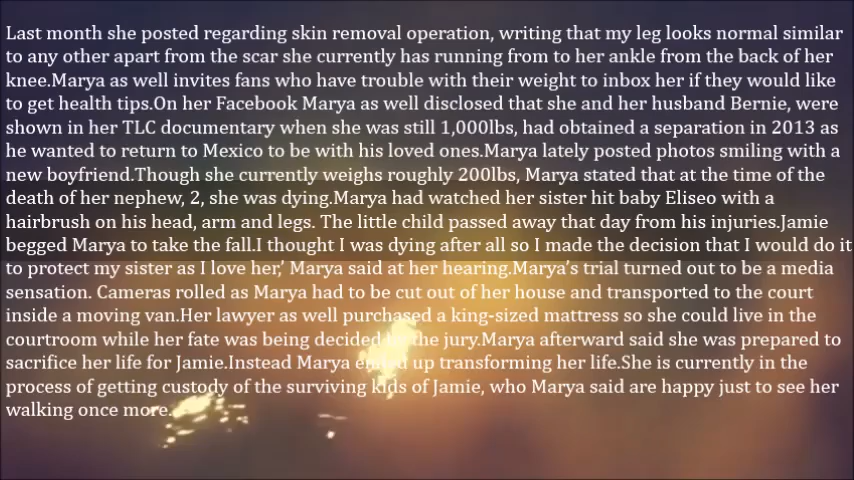 Last month she posted regarding skin removal operation, writing that my leg looks normal similar
to any other apart from the scar she currently has running from to her ankle from the back of her
knee.Marya as well invites fans who have trouble with their weight to inbox her if they would like
to get health tips.On her Facebook Marya as well disclosed that she and her husband Bernie, were
shown in her TLC documentary when she was still 1,000lbs, had obtained a separation in 2013 as
he wanted to return to Mexico to be with his loved ones.Marya lately posted photos smiling with a
new boyfriend.Though she currently weighs roughly 200lbs, Marya stated that at the time of the
death of her nephew, 2, she was dying.Marya had watched her sister hit baby Eliseo with a
hairbrush on his head, arm and legs. The little child passed away that day from his injuries.Jamie
begged Marya to take the fall.I thought I was dying after all so I made the decision that I would do it
to protect my sister as I love her,’ Marya said at her hearing.Marya’s trial turned out to be a media
sensation. Cameras rolled as Marya had to be cut out of her house and transported to the court
inside a moving van.Her lawyer as well purchased a king-sized mattress so she could live in the
courtroom while her fate was being decided by the jury.Marya afterward said she was prepared to
sacrifice her life for Jamie.Instead Marya ended up transforming her life.She is currently in the
process of getting custody of the surviving kids of Jamie, who Marya said are happy just to see her
walking once more.